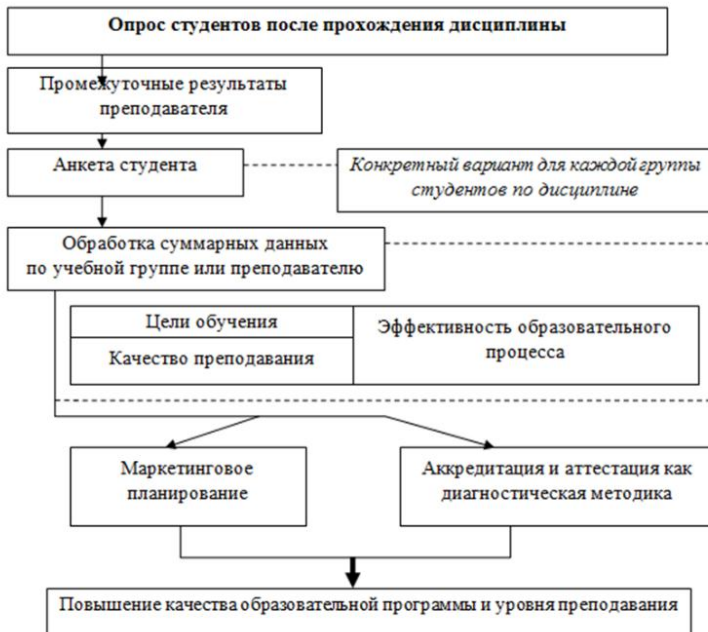 Опрос студентов после прохождения дисциплины
Промежуточные результаты
преподавателя
Анкета студента
Конкретный вариант для каждой группы
студентов по дисциплине
Обработка суммарных данных
по учебной группе или преподавателю
Цели обучения
Качество преподавания
Эффективность образовательного
процесса
Маркетинговое
планирование
Аккредитация и аттестация как
диагностическая методика
Повышение качества образовательной программы и уровня преподавания